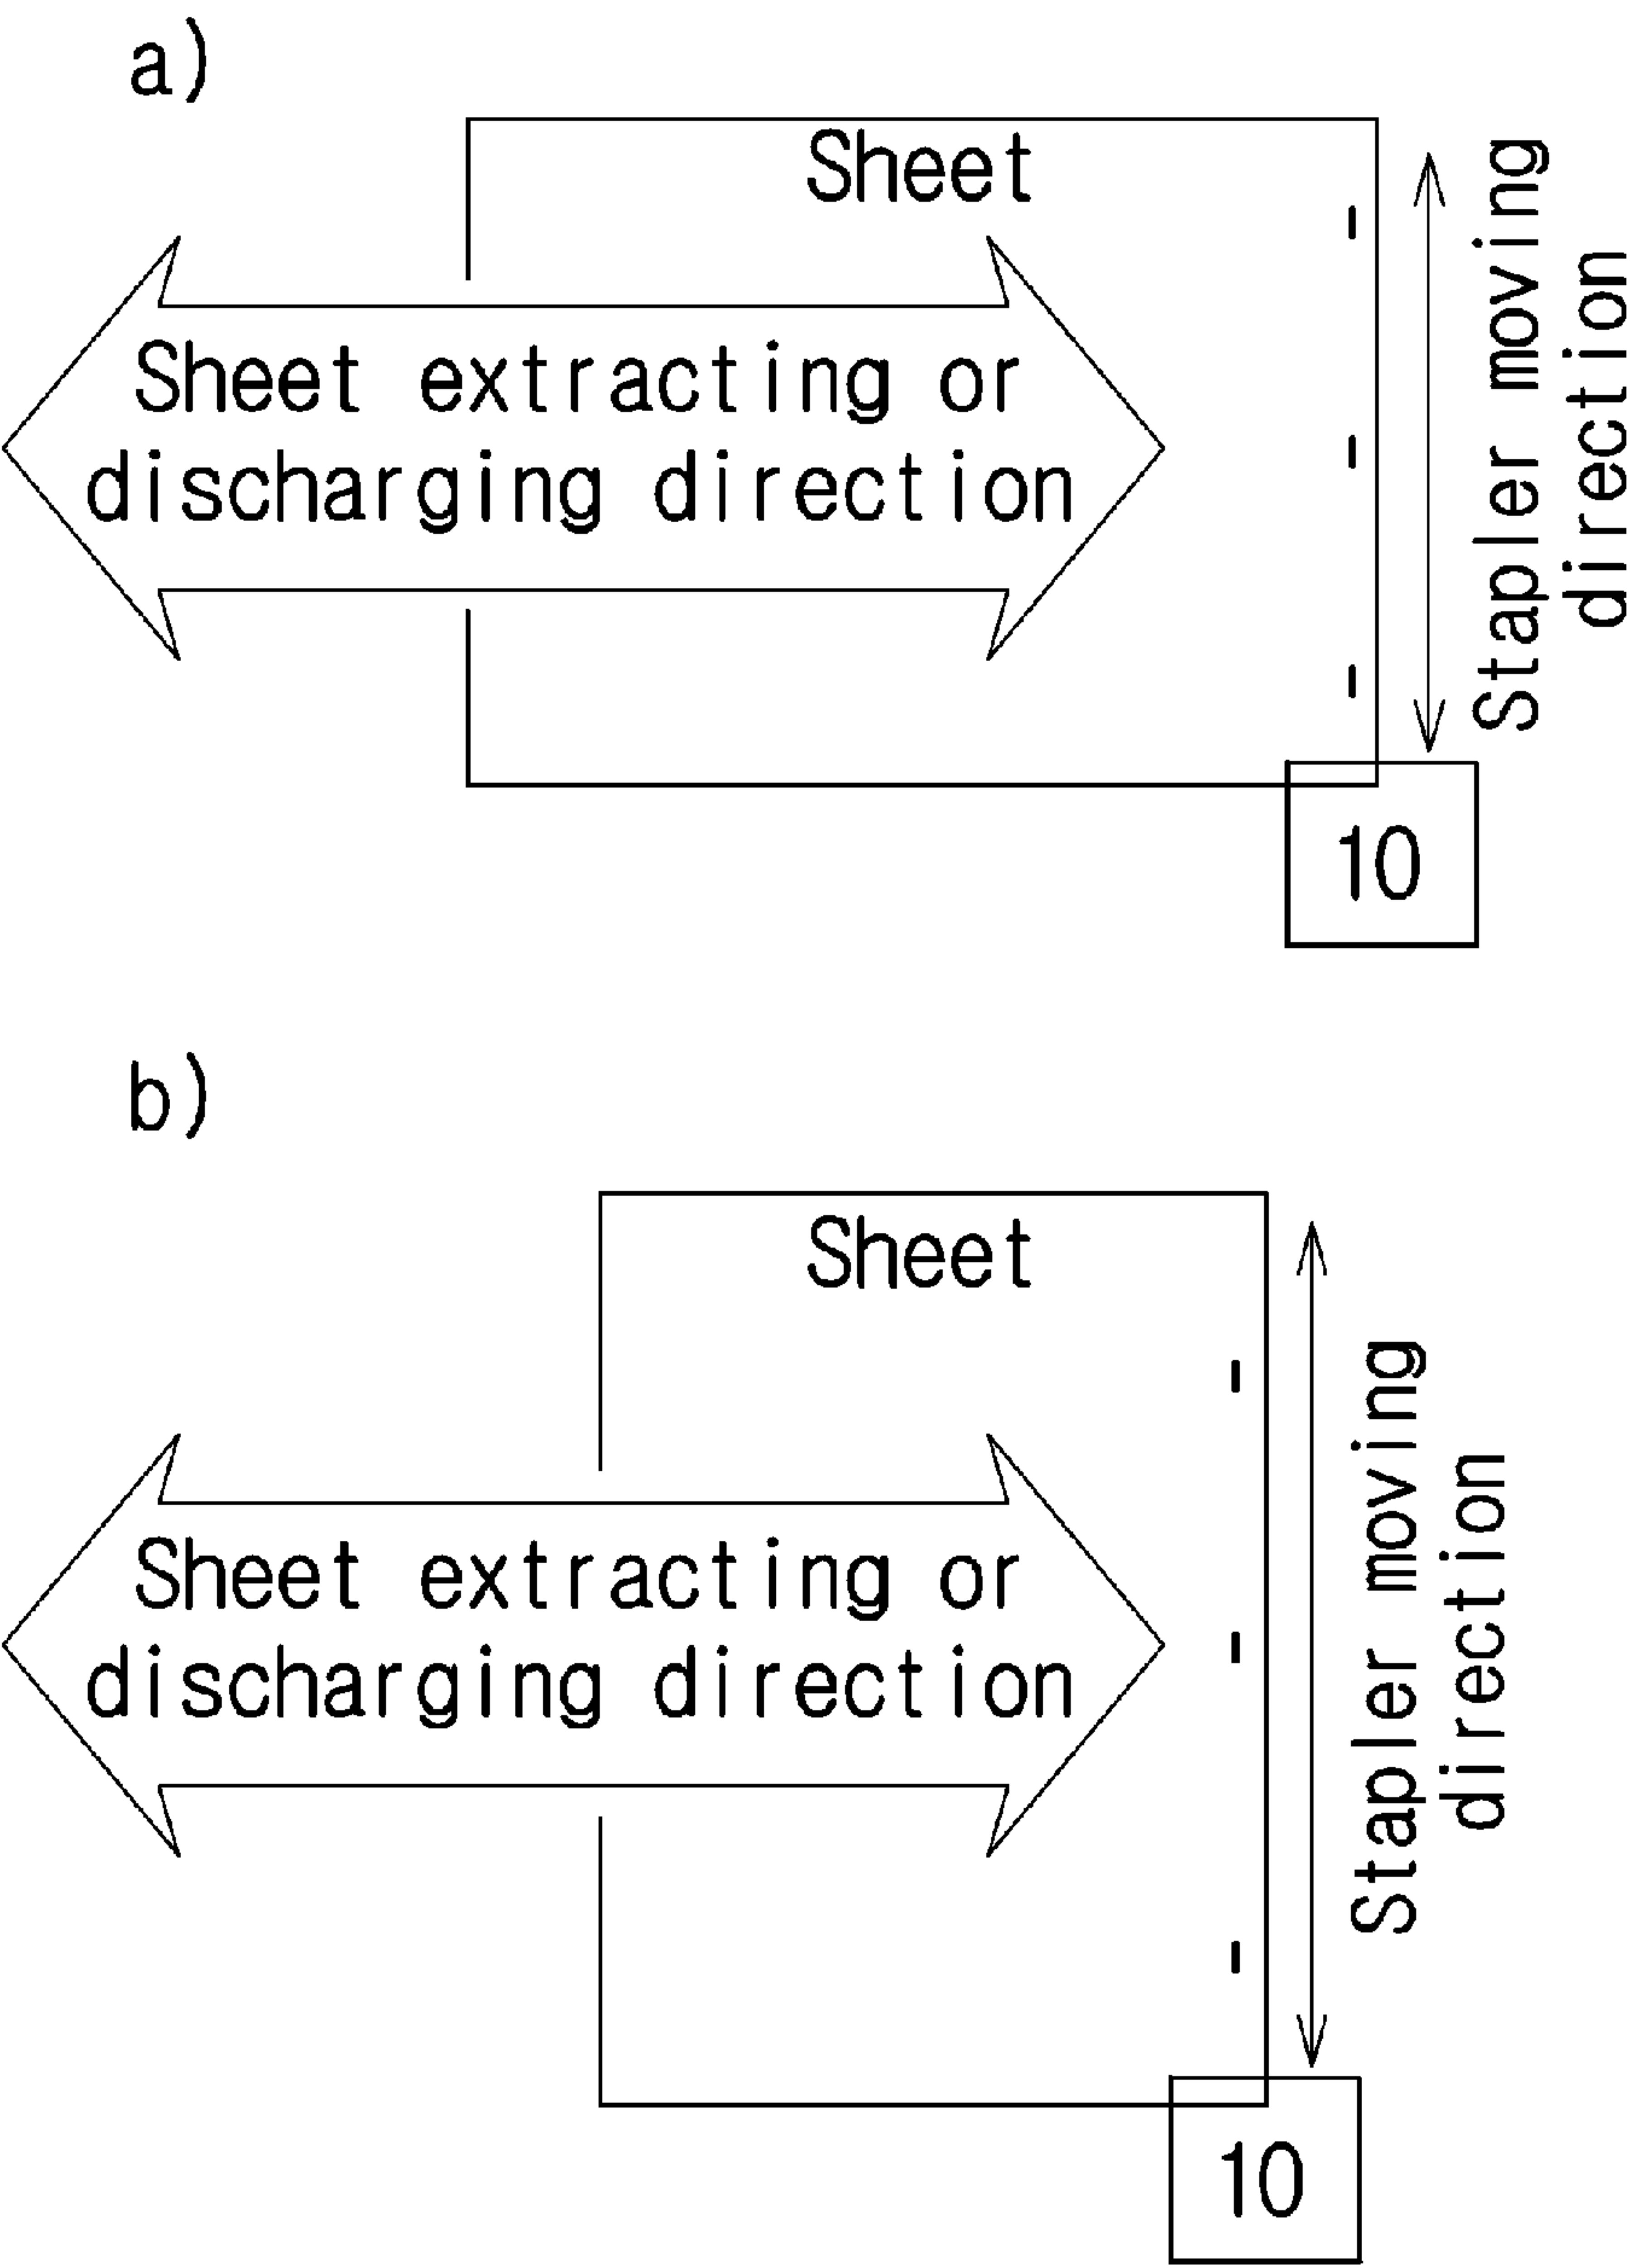 a)
Sheet
Sheet extracting or
discharging direction
Stapler moving
direction
10
b)
Sheet
Sheet extracting or
discharging direction
Stapler moving
direction
10